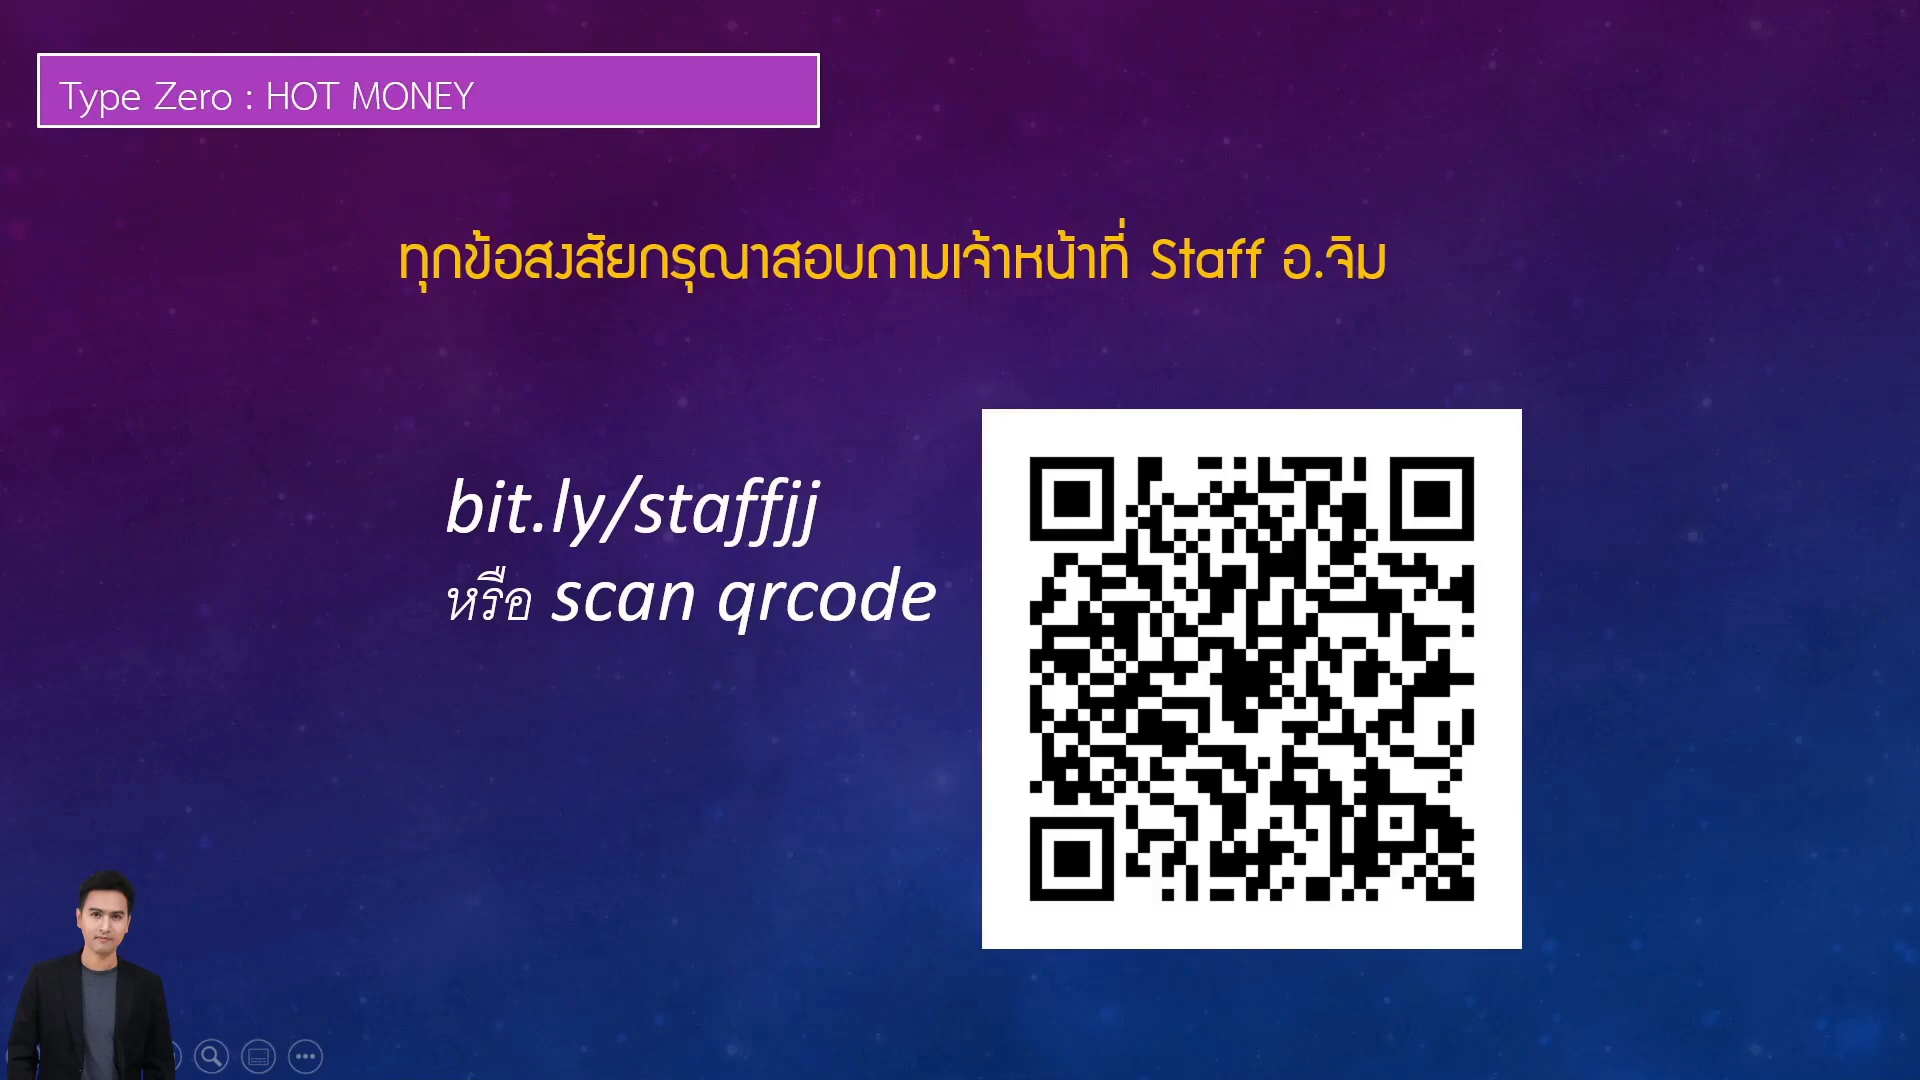 Type Zero : HOT MONEY
ทุกข้อสงสัยกรุณาสอบถามเจ้าหน้าที่ Staff อ.จิม
bit.ly/staffjj
หรือ scan qrcode